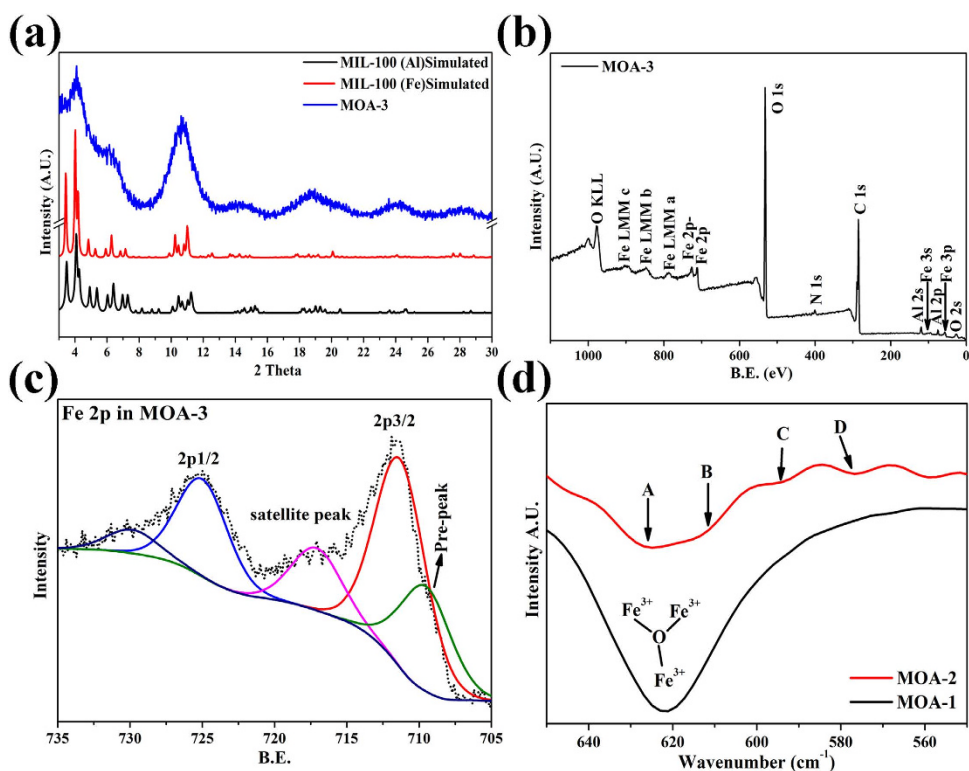 (a)
MIL-100 (Al)Simulated
MIL-100 (Fe)Simulated
MOA-3
Intensity (A.U.)
4 6 8 10 12 14 16 18 20 22 24 26 28 30
2 Theta
(b)
MOA-3
O KLL
Fe LMM c
Fe LMM b
Fe LMM a
Fe 2p-
Fe 2p
O 1s
N 1s
C 1s
Al 2s
Fe 3s
Al 2p
Fe 3p
O 2s
Intensity (A.U.)
1000 800 600 400 200 0
B.E. (eV)
(c)
Fe 2p in MOA-3
2p1/2
satellite peak
2p3/2
Pre-peak
Intensity
735 730 725 720 715 710 705
B.E.
(d)
A
B
C
D
Fe³⁺ Fe³⁺
O
Fe³⁺
MOA-2
MOA-1
Intensity A.U.
640 620 600 580 560
Wavenumber (cm⁻¹)